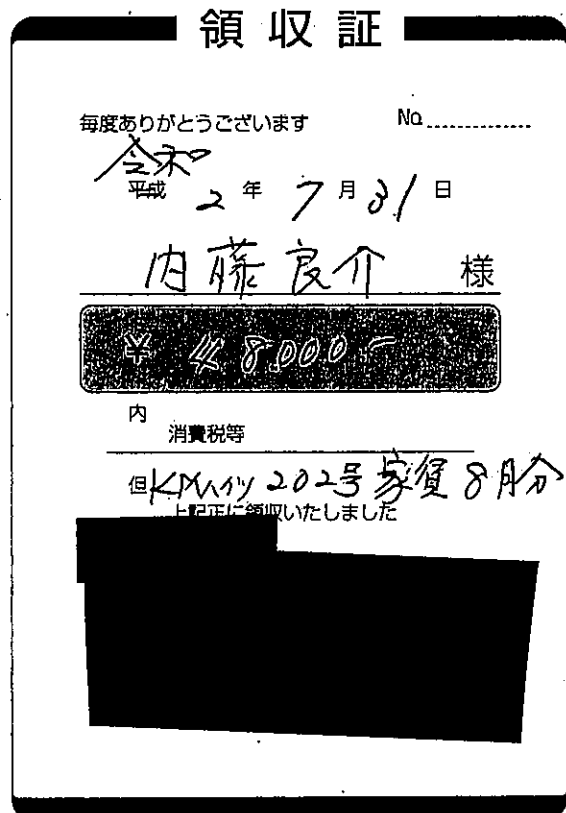 領収証
毎度ありがとうございます No.
令和
平成 2 年 7 月 31 日
内藤良介 様
¥ 48,000-
内
消費税等
但 KMハイツ 202号 家賃 8月分
上記正に領収いたしました